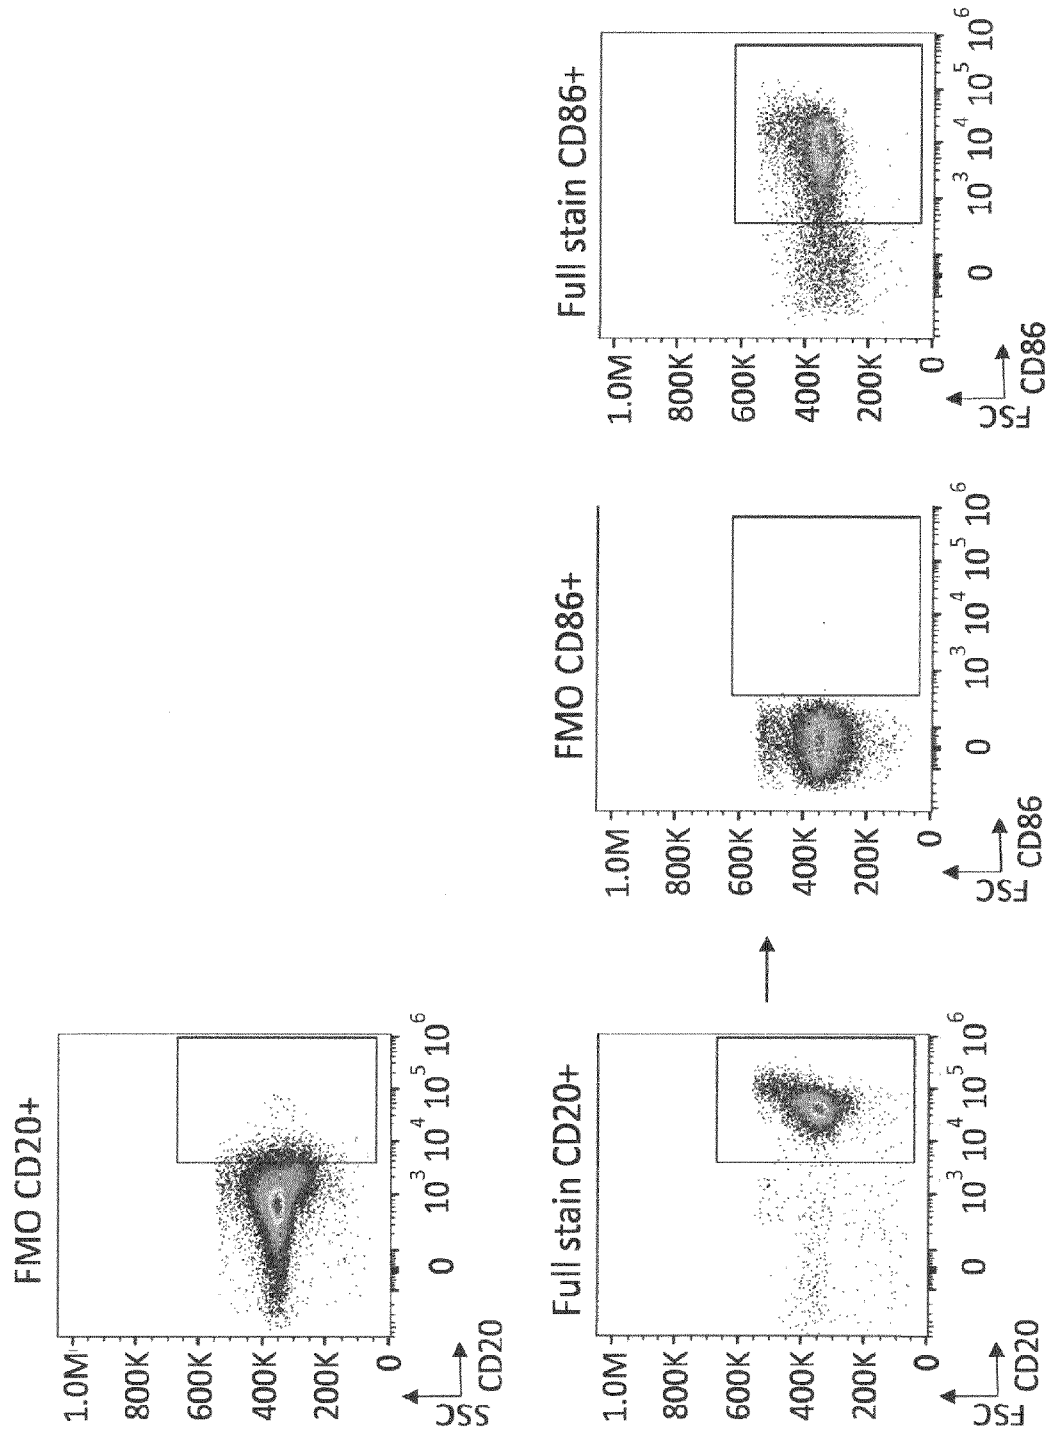 FMO CD20+
1.0M
800K
600K
400K
200K
0
SSC
CD20
0 10^3 10^4 10^5 10^6
Full stain CD20+
1.0M
800K
600K
400K
200K
0
FSC
CD20
0 10^3 10^4 10^5 10^6
FMO CD86+
1.0M
800K
600K
400K
200K
0
FSC
CD86
0 10^3 10^4 10^5 10^6
Full stain CD86+
1.0M
800K
600K
400K
200K
0
FSC
CD86
0 10^3 10^4 10^5 10^6